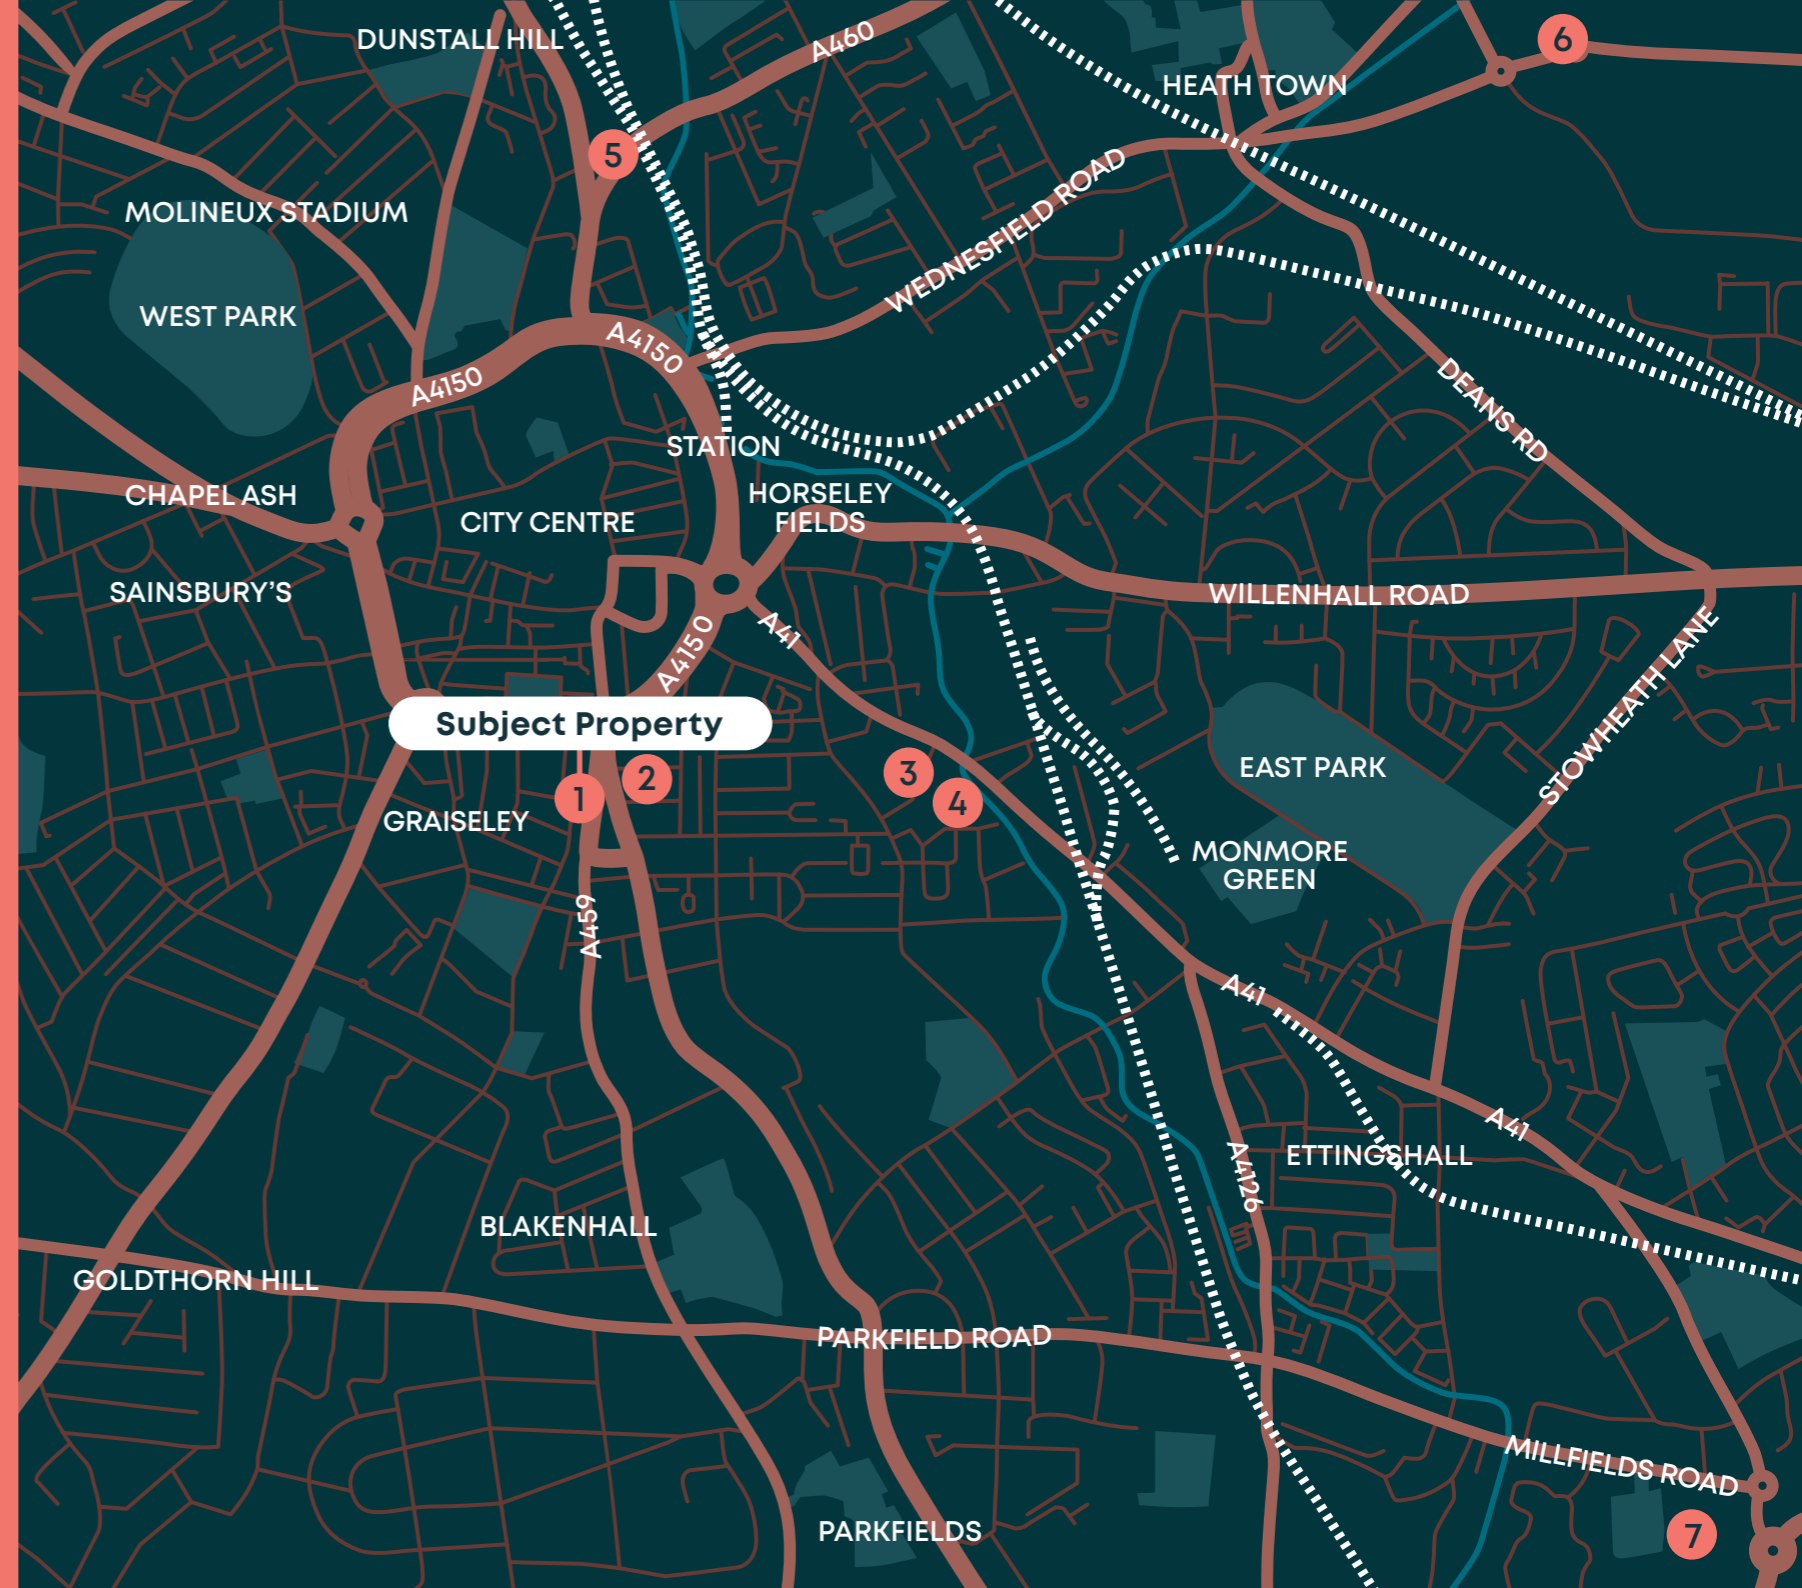 DUNSTALL HILL
A460
6
HEATH TOWN
5
WEDNESFIELD ROAD
MOLINEUX STADIUM
WEST PARK
A4150
A4150
DEANS RD
STATION
CHAPEL ASH
HORSELEY
FIELDS
CITY CENTRE
SAINSBURY'S
WILLENHALL ROAD
A41
A4150
STOWHEATH LANE
Subject Property
EAST PARK
1
2
3
4
GRAISELEY
MONMORE
GREEN
A459
A41
A41
ETTINGSHALL
A4126
BLAKENHALL
GOLDTHORN HILL
PARKFIELD ROAD
MILLFIELDS ROAD
PARKFIELDS
7